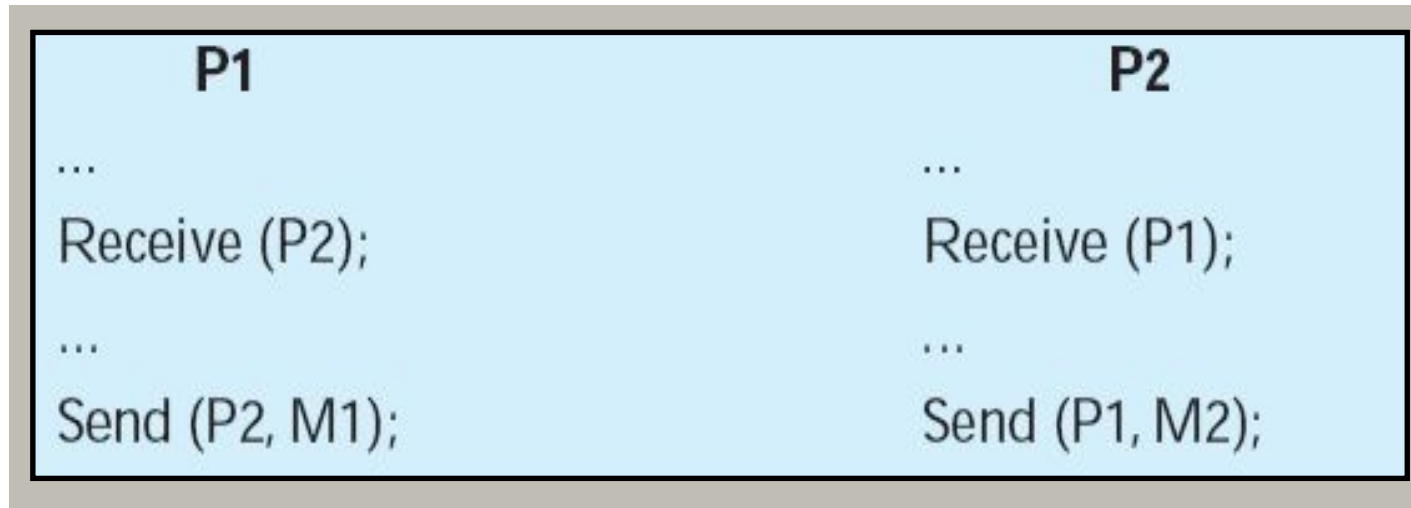 P1 P2
... ...
Receive (P2); Receive (P1);
... ...
Send (P2, M1); Send (P1, M2);